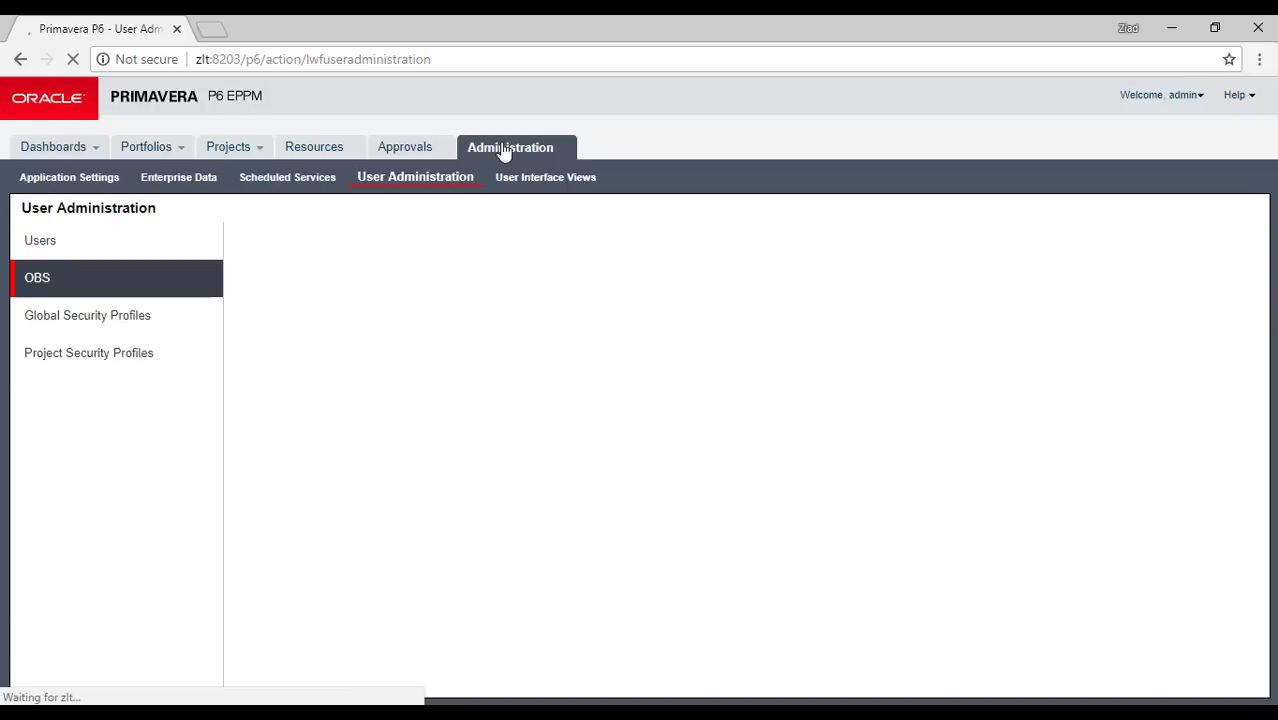 Primavera P6 - User Adm
Ziad
Not secure
zlt:8203/p6/action/lwfuseradministration
ORACLE PRIMAVERA P6 EPPM
Welcome, admin Help
Dashboards Portfolios Projects Resources Approvals Administration
Application Settings Enterprise Data Scheduled Services User Administration User Interface Views
User Administration
Users
OBS
Global Security Profiles
Project Security Profiles
Waiting for zlt...